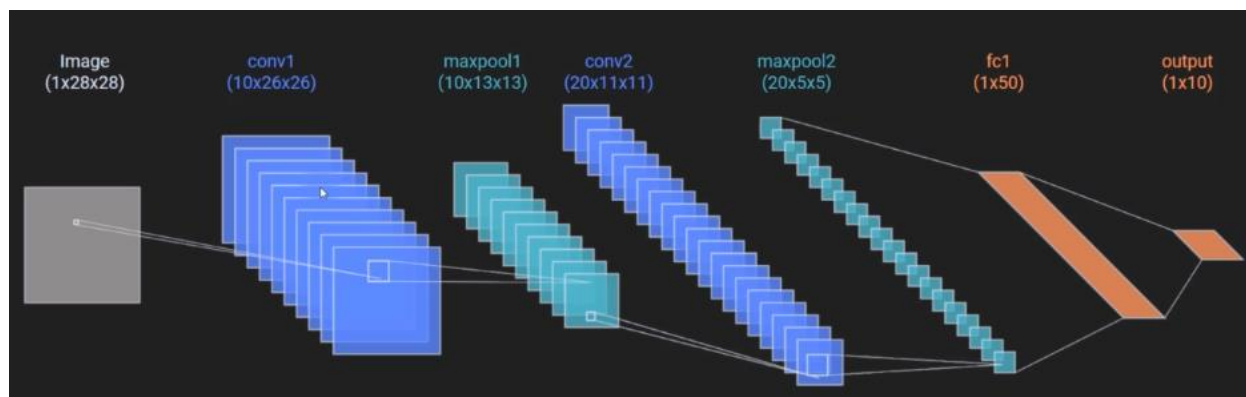 Image
(1x28x28)
conv1
(10x26x26)
maxpool1
(10x13x13)
conv2
(20x11x11)
maxpool2
(20x5x5)
fc1
(1x50)
output
(1x10)